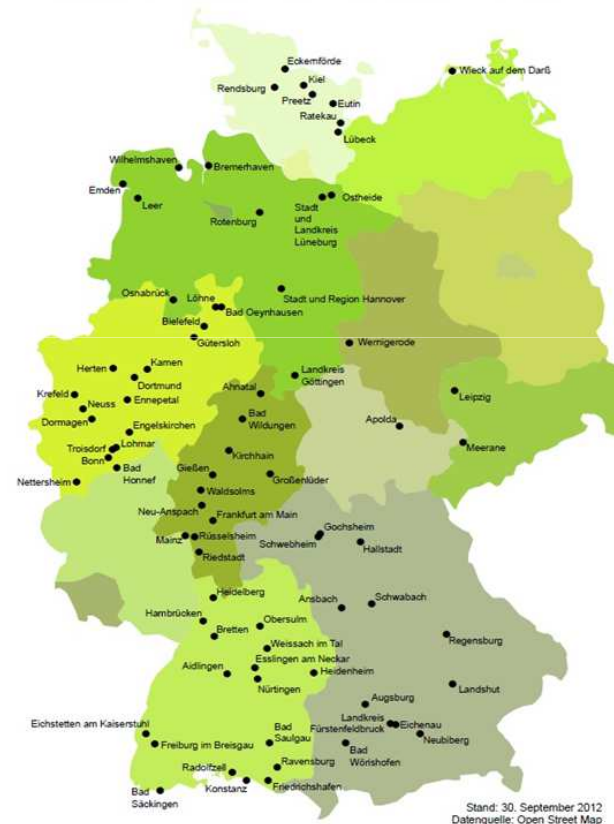 Eckernförde
Kiel
Wieck auf dem Darß
Rendsburg
Preetz
Eutin
Ratekau
Lübeck
Wilhelmshaven
Bremerhaven
Emden
Leer
Ostheide
Stadt
und
Landkreis
Lüneburg
Rotenburg
Osnabrück
Löhne
Stadt und Region Hannover
Bad Oeynhausen
Bielefeld
Gütersloh
Wernigerode
Herten
Kamen
Landkreis
Göttingen
Dortmund
Ahnatal
Krefeld
Neuss
Ennepetal
Leipzig
Dormagen
Bad
Wildungen
Apolda
Engelskirchen
Troisdorf
Lohmar
Meerane
Bonn
Kirchhain
Bad
Honnef
Gießen
Großenlüder
Nettersheim
Waldsolms
Neu-Anspach
Frankfurt am Main
Gochsheim
Mainz
Rüsselsheim
Schwebheim
Hallstadt
Riedstadt
Heidelberg
Ansbach
Schwabach
Hambrücken
Obersulm
Bretten
Regensburg
Weissach im Tal
Aidlingen
Esslingen am Neckar
Heidenheim
Nürtingen
Landshut
Augsburg
Eichstetten am Kaiserstuhl
Landkreis
Fürstenfeldbruck
Eichenau
Bad
Saulgau
Neubiberg
Freiburg im Breisgau
Bad
Wörishofen
Radolfzell
Ravensburg
Konstanz
Friedrichshafen
Bad
Säckingen
Stand: 30. September 2012
Datenquelle: Open Street Map